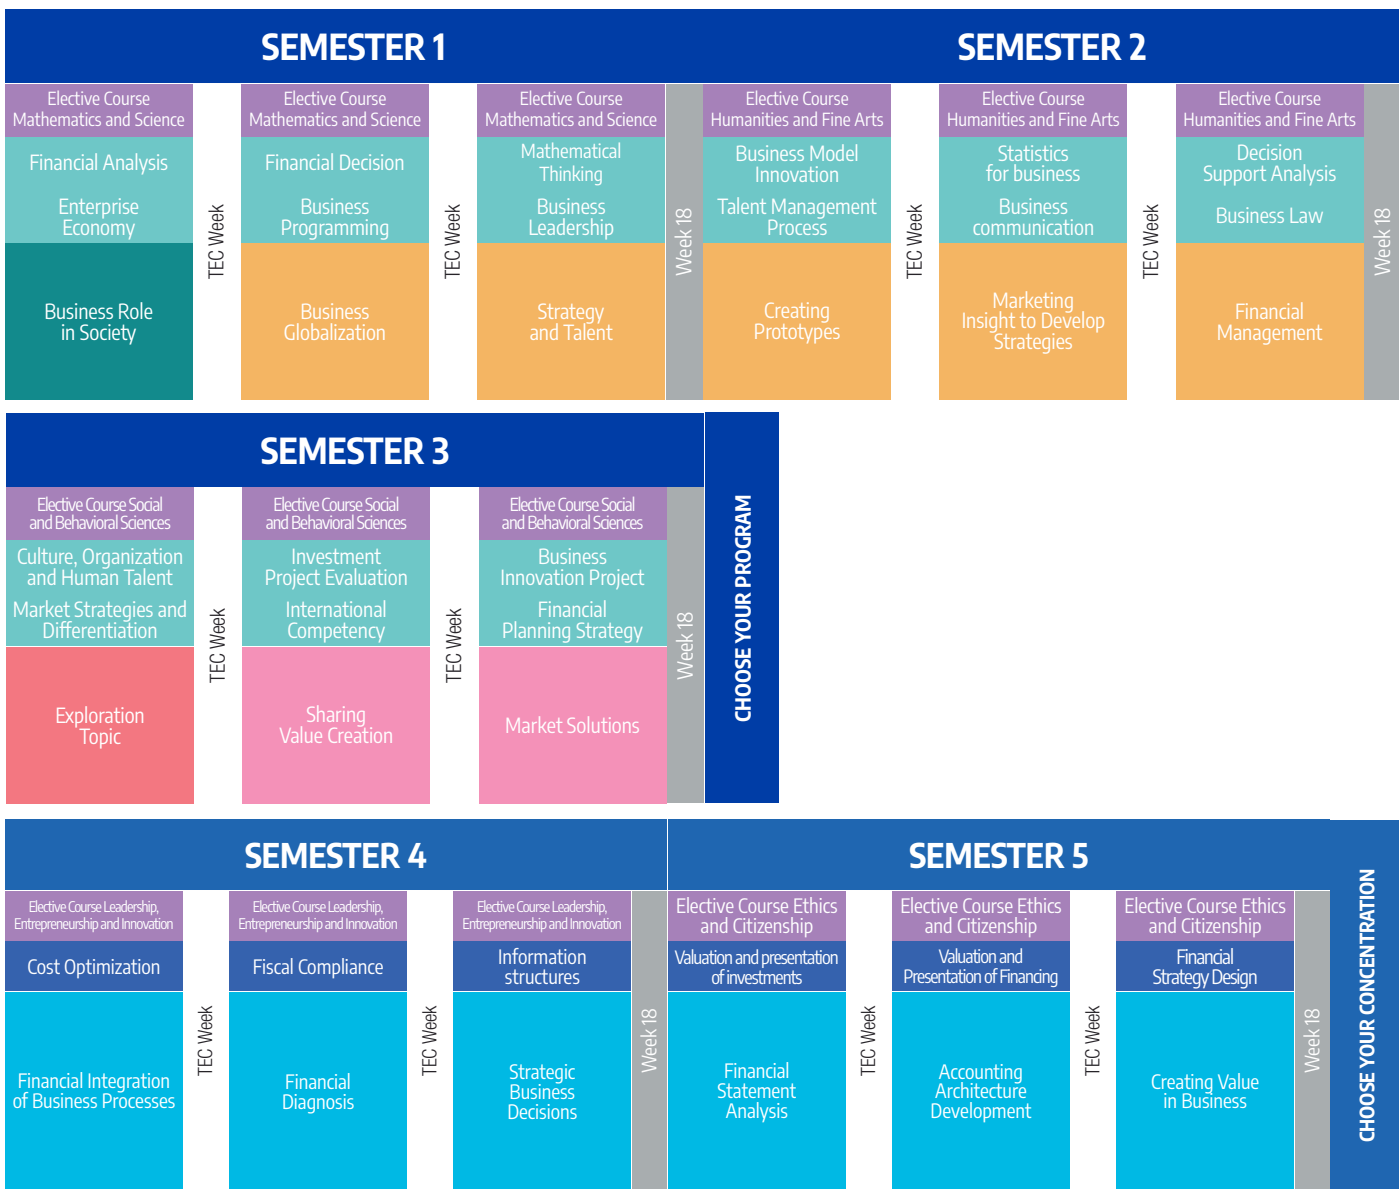 SEMESTER 1
Elective Course
Mathematics and Science
Financial Analysis
Enterprise
Economy
Business Role
in Society
TEC Week
Elective Course
Mathematics and Science
Financial Decision
Business
Programming
Business
Globalization
TEC Week
Elective Course
Mathematics and Science
Mathematical
Thinking
Business
Leadership
Strategy
and Talent
Week 18
SEMESTER 2
Elective Course
Humanities and Fine Arts
Business Model
Innovation
Talent Management
Process
Creating
Prototypes
TEC Week
Elective Course
Humanities and Fine Arts
Statistics
for business
Business
communication
Marketing
Insight to Develop
Strategies
TEC Week
Elective Course
Humanities and Fine Arts
Decision
Support Analysis
Business Law
Financial
Management
Week 18
SEMESTER 3
Elective Course Social
and Behavioral Sciences
Culture, Organization
and Human Talent
Market Strategies and
Differentiation
Exploration
Topic
TEC Week
Elective Course Social
and Behavioral Sciences
Investment
Project Evaluation
International
Competency
Sharing
Value Creation
TEC Week
Elective Course Social
and Behavioral Sciences
Business
Innovation Project
Financial
Planning Strategy
Market Solutions
Week 18
CHOOSE YOUR PROGRAM
SEMESTER 4
Elective Course Leadership,
Entrepreneurship and Innovation
Cost Optimization
Financial Integration
of Business Processes
TEC Week
Elective Course Leadership,
Entrepreneurship and Innovation
Fiscal Compliance
Financial
Diagnosis
TEC Week
Elective Course Leadership,
Entrepreneurship and Innovation
Information
structures
Strategic
Business
Decisions
Week 18
SEMESTER 5
Elective Course Ethics
and Citizenship
Valuation and presentation
of investments
Financial
Statement
Analysis
TEC Week
Elective Course Ethics
and Citizenship
Valuation and
Presentation of Financing
Accounting
Architecture
Development
TEC Week
Elective Course Ethics
and Citizenship
Financial
Strategy Design
Creating Value
in Business
Week 18
CHOOSE YOUR CONCENTRATION